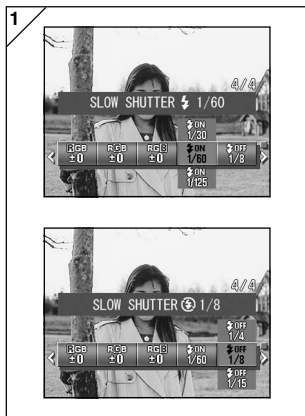 1
4/4
SLOW SHUTTER 1/60
ON
1/30
RGB ±0 RGB ±0 RGB ±0 ON 1/60 OFF 1/8
ON
1/125
4/4
SLOW SHUTTER 1/8
OFF
1/4
RGB ±0 RGB ±0 RGB ±0 ON 1/60 OFF 1/8
OFF
1/15